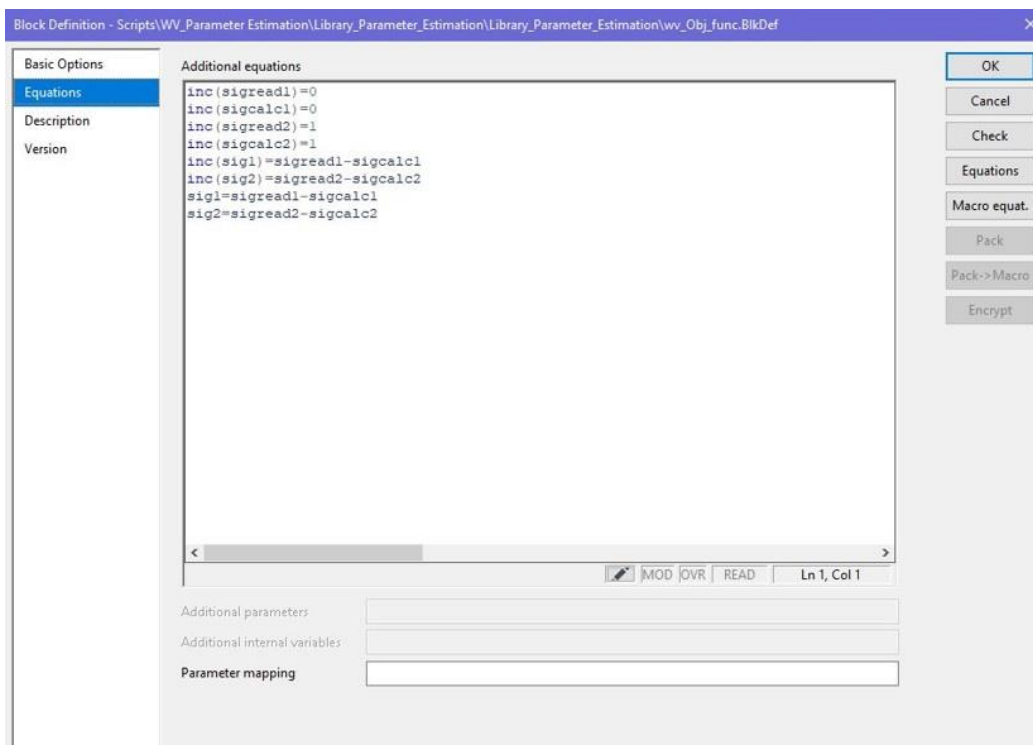 Block Definition - Scripts\WV_Parameter Estimation\Library_Parameter_Estimation\Library_Parameter_Estimation\wv_Obj_func.BlkDef
Basic Options
Equations
Description
Version
Additional equations
inc(sigread1)=0
inc(sigcalc1)=0
inc(sigread2)=1
inc(sigcalc2)=1
inc(sig1)=sigread1-sigcalc1
inc(sig2)=sigread2-sigcalc2
sig1=sigread1-sigcalc1
sig2=sigread2-sigcalc2
MOD OVR READ Ln 1, Col 1
Additional parameters
Additional internal variables
Parameter mapping
OK
Cancel
Check
Equations
Macro equat.
Pack
Pack->Macro
Encrypt